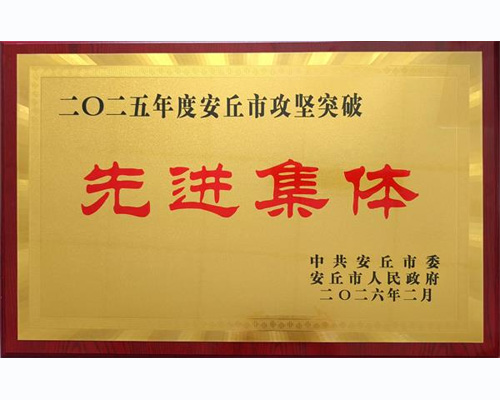 二〇二五年度安丘市攻坚突破
先进集体
中共安丘市委
安丘市人民政府
二〇二六年二月